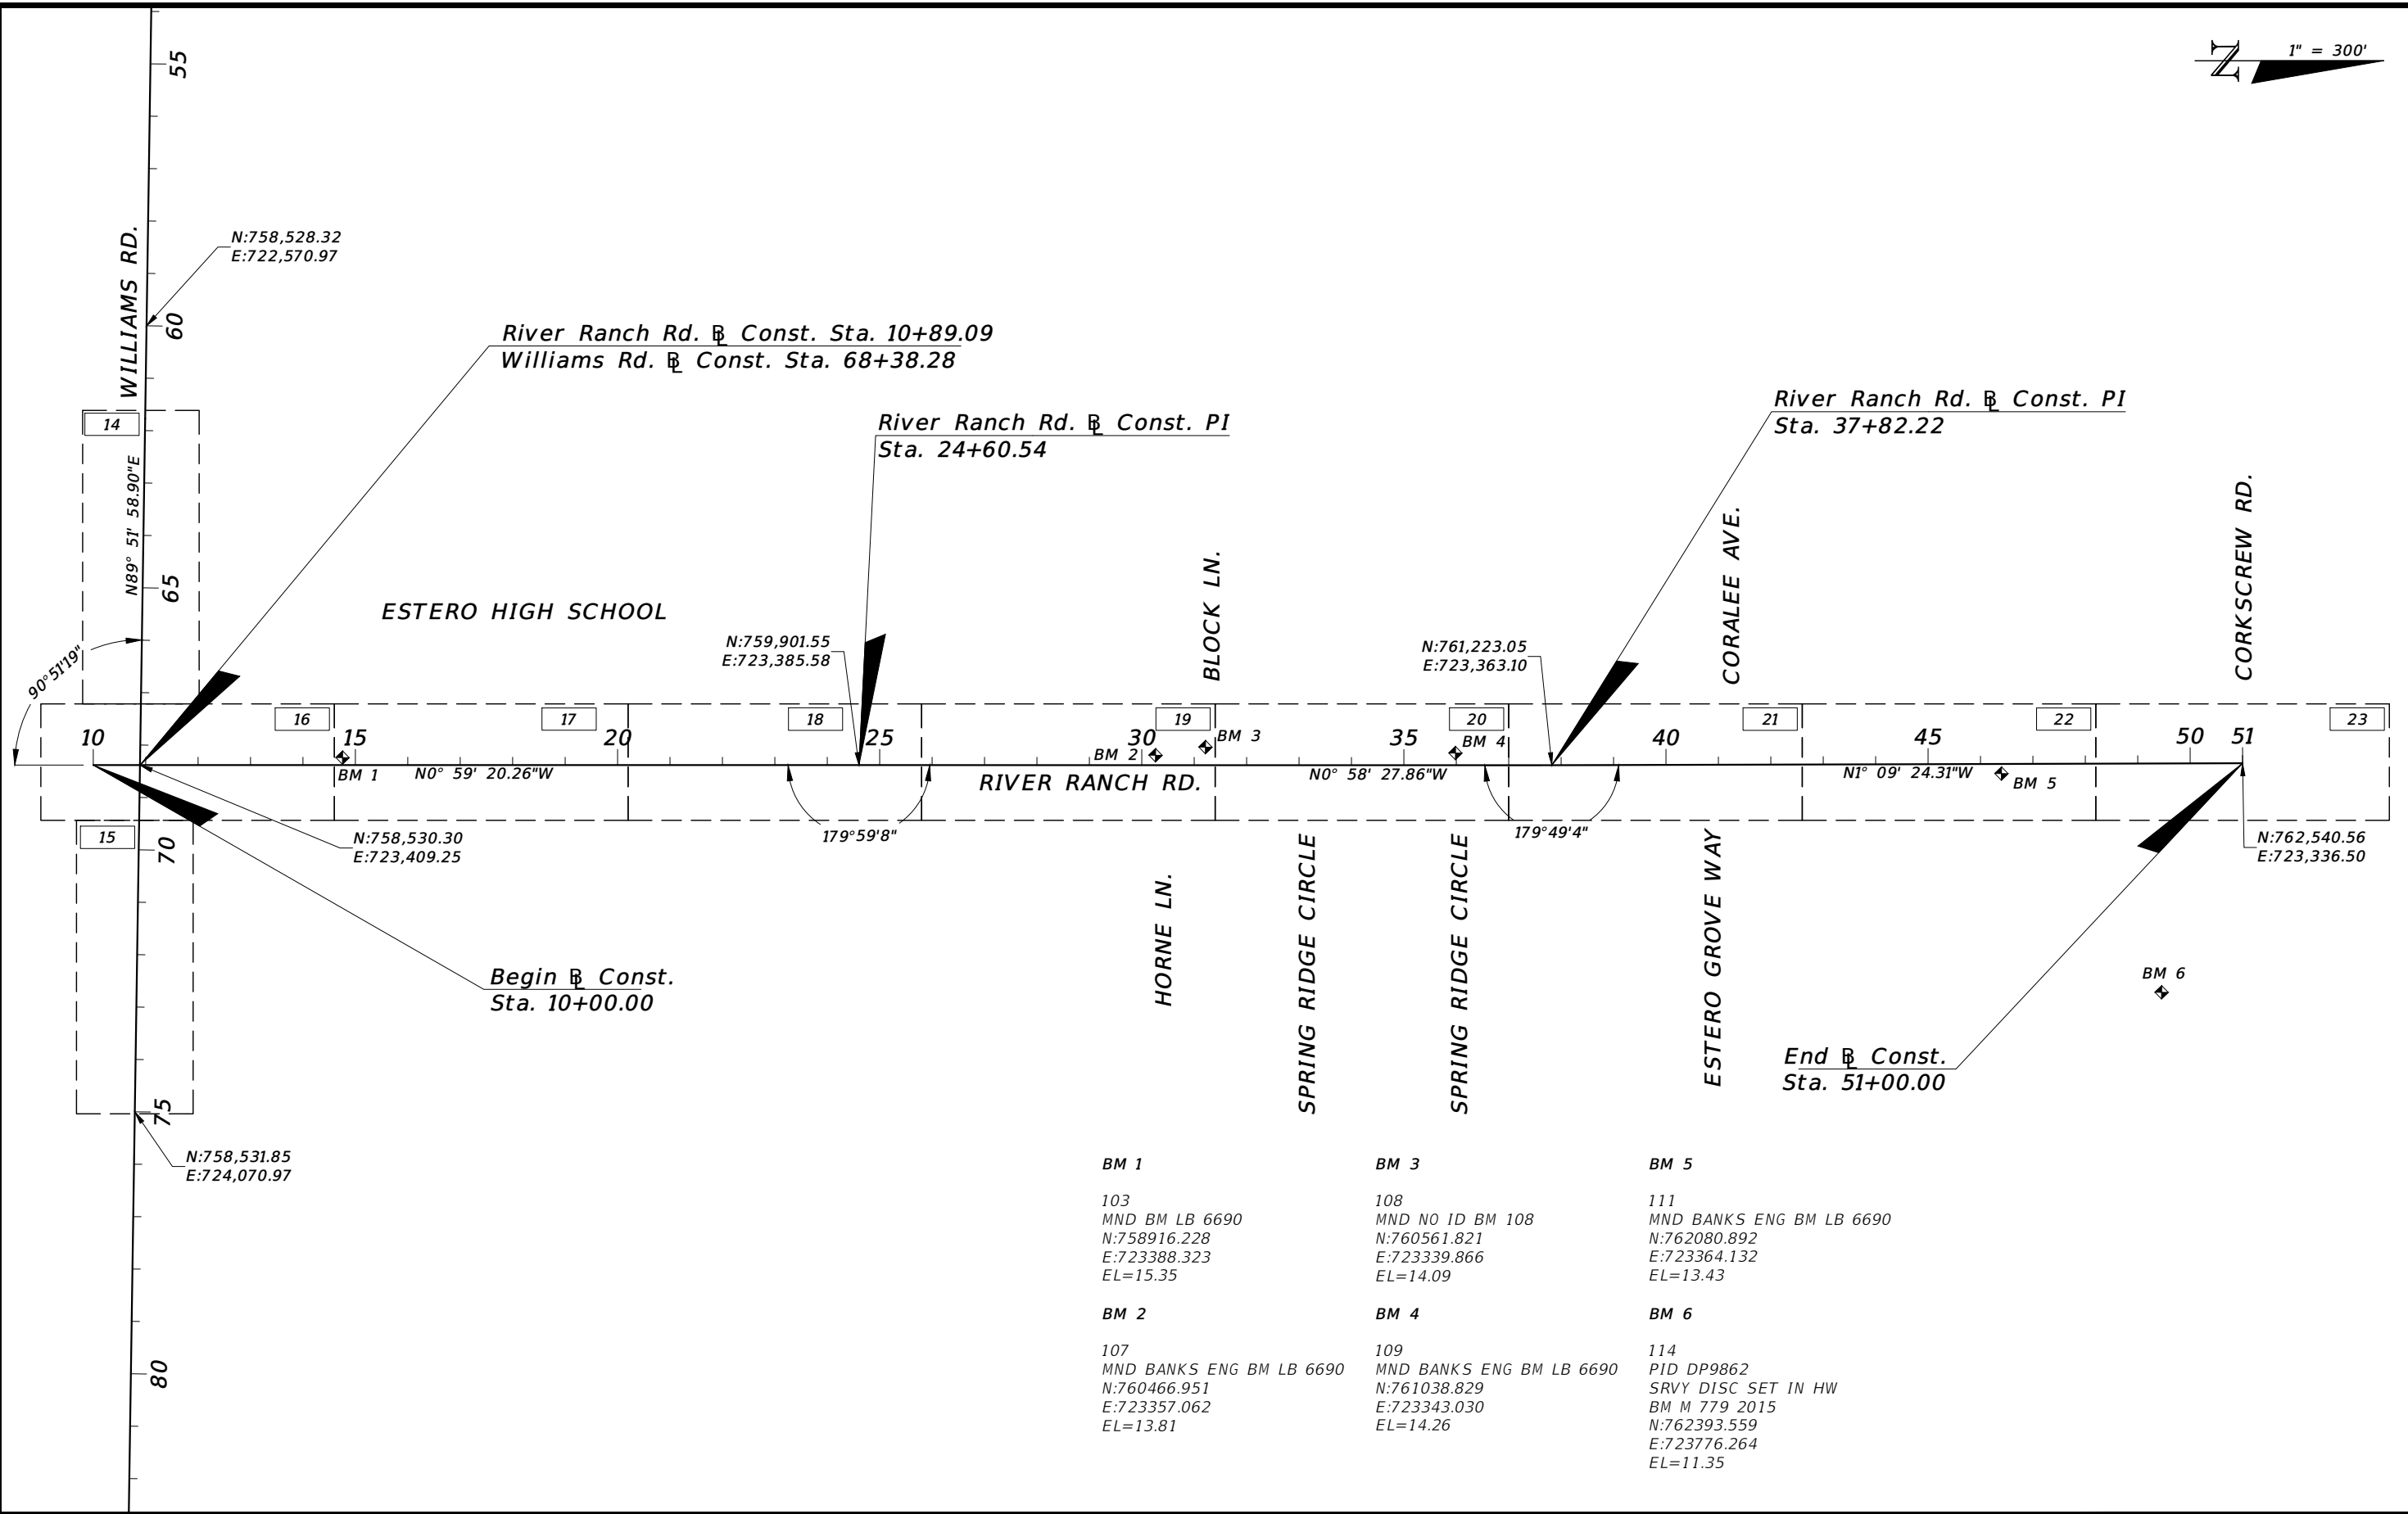 55
N
1" = 300'
WILLIAMS RD.
N:758,528.32
E:722,570.97
60
River Ranch Rd. BL Const. Sta. 10+89.09
Williams Rd. BL Const. Sta. 68+38.28
River Ranch Rd. BL Const. PI
Sta. 24+60.54
River Ranch Rd. BL Const. PI
Sta. 37+82.22
14
N89° 51' 58.90"E
65
ESTERO HIGH SCHOOL
90°51'19"
N:759,901.55
E:723,385.58
BLOCK LN.
N:761,223.05
E:723,363.10
CORALEE AVE.
CORKSCREW RD.
16
17
18
19
20
21
22
23
10
15
20
25
30
35
40
45
50
51
BM 1
BM 2
BM 3
BM 4
BM 5
N0° 59' 20.26"W
RIVER RANCH RD.
N0° 58' 27.86"W
N1° 09' 24.31"W
15
70
N:758,530.30
E:723,409.25
179°59'8"
179°49'4"
N:762,540.56
E:723,336.50
HORNE LN.
SPRING RIDGE CIRCLE
SPRING RIDGE CIRCLE
ESTERO GROVE WAY
Begin BL Const.
Sta. 10+00.00
BM 6
End BL Const.
Sta. 51+00.00
75
N:758,531.85
E:724,070.97
80
BM 1
103
MND BM LB 6690
N:758916.228
E:723388.323
EL=15.35
BM 2
107
MND BANKS ENG BM LB 6690
N:760466.951
E:723357.062
EL=13.81
BM 3
108
MND NO ID BM 108
N:760561.821
E:723339.866
EL=14.09
BM 4
109
MND BANKS ENG BM LB 6690
N:761038.829
E:723343.030
EL=14.26
BM 5
111
MND BANKS ENG BM LB 6690
N:762080.892
E:723364.132
EL=13.43
BM 6
114
PID DP9862
SRVY DISC SET IN HW
BM M 779 2015
N:762393.559
E:723776.264
EL=11.35